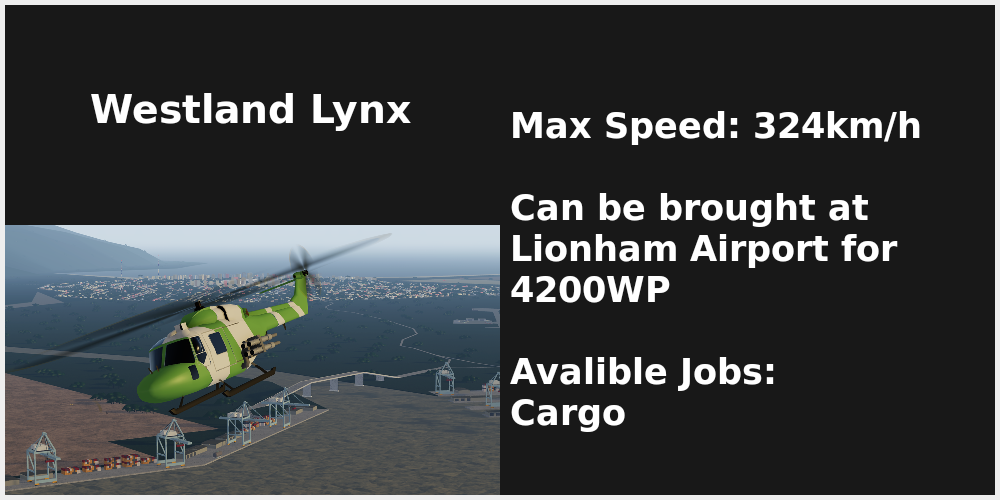 Westland Lynx
Max Speed: 324km/h
Can be brought at
Lionham Airport for
4200WP
Avalible Jobs:
Cargo